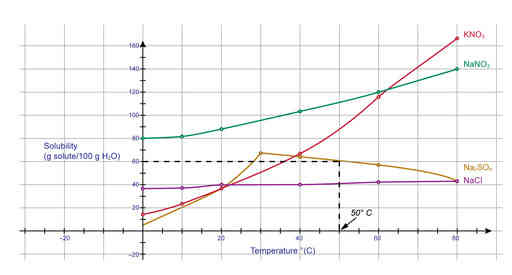 KNO₃
160
NaNO₃
140
120
100
80
Solubility
(g solute/100 g H₂O)
60
Na₂SO₄
40
NaCl
20
50° C
-20
20
40
60
80
Temperature °(C)
-20